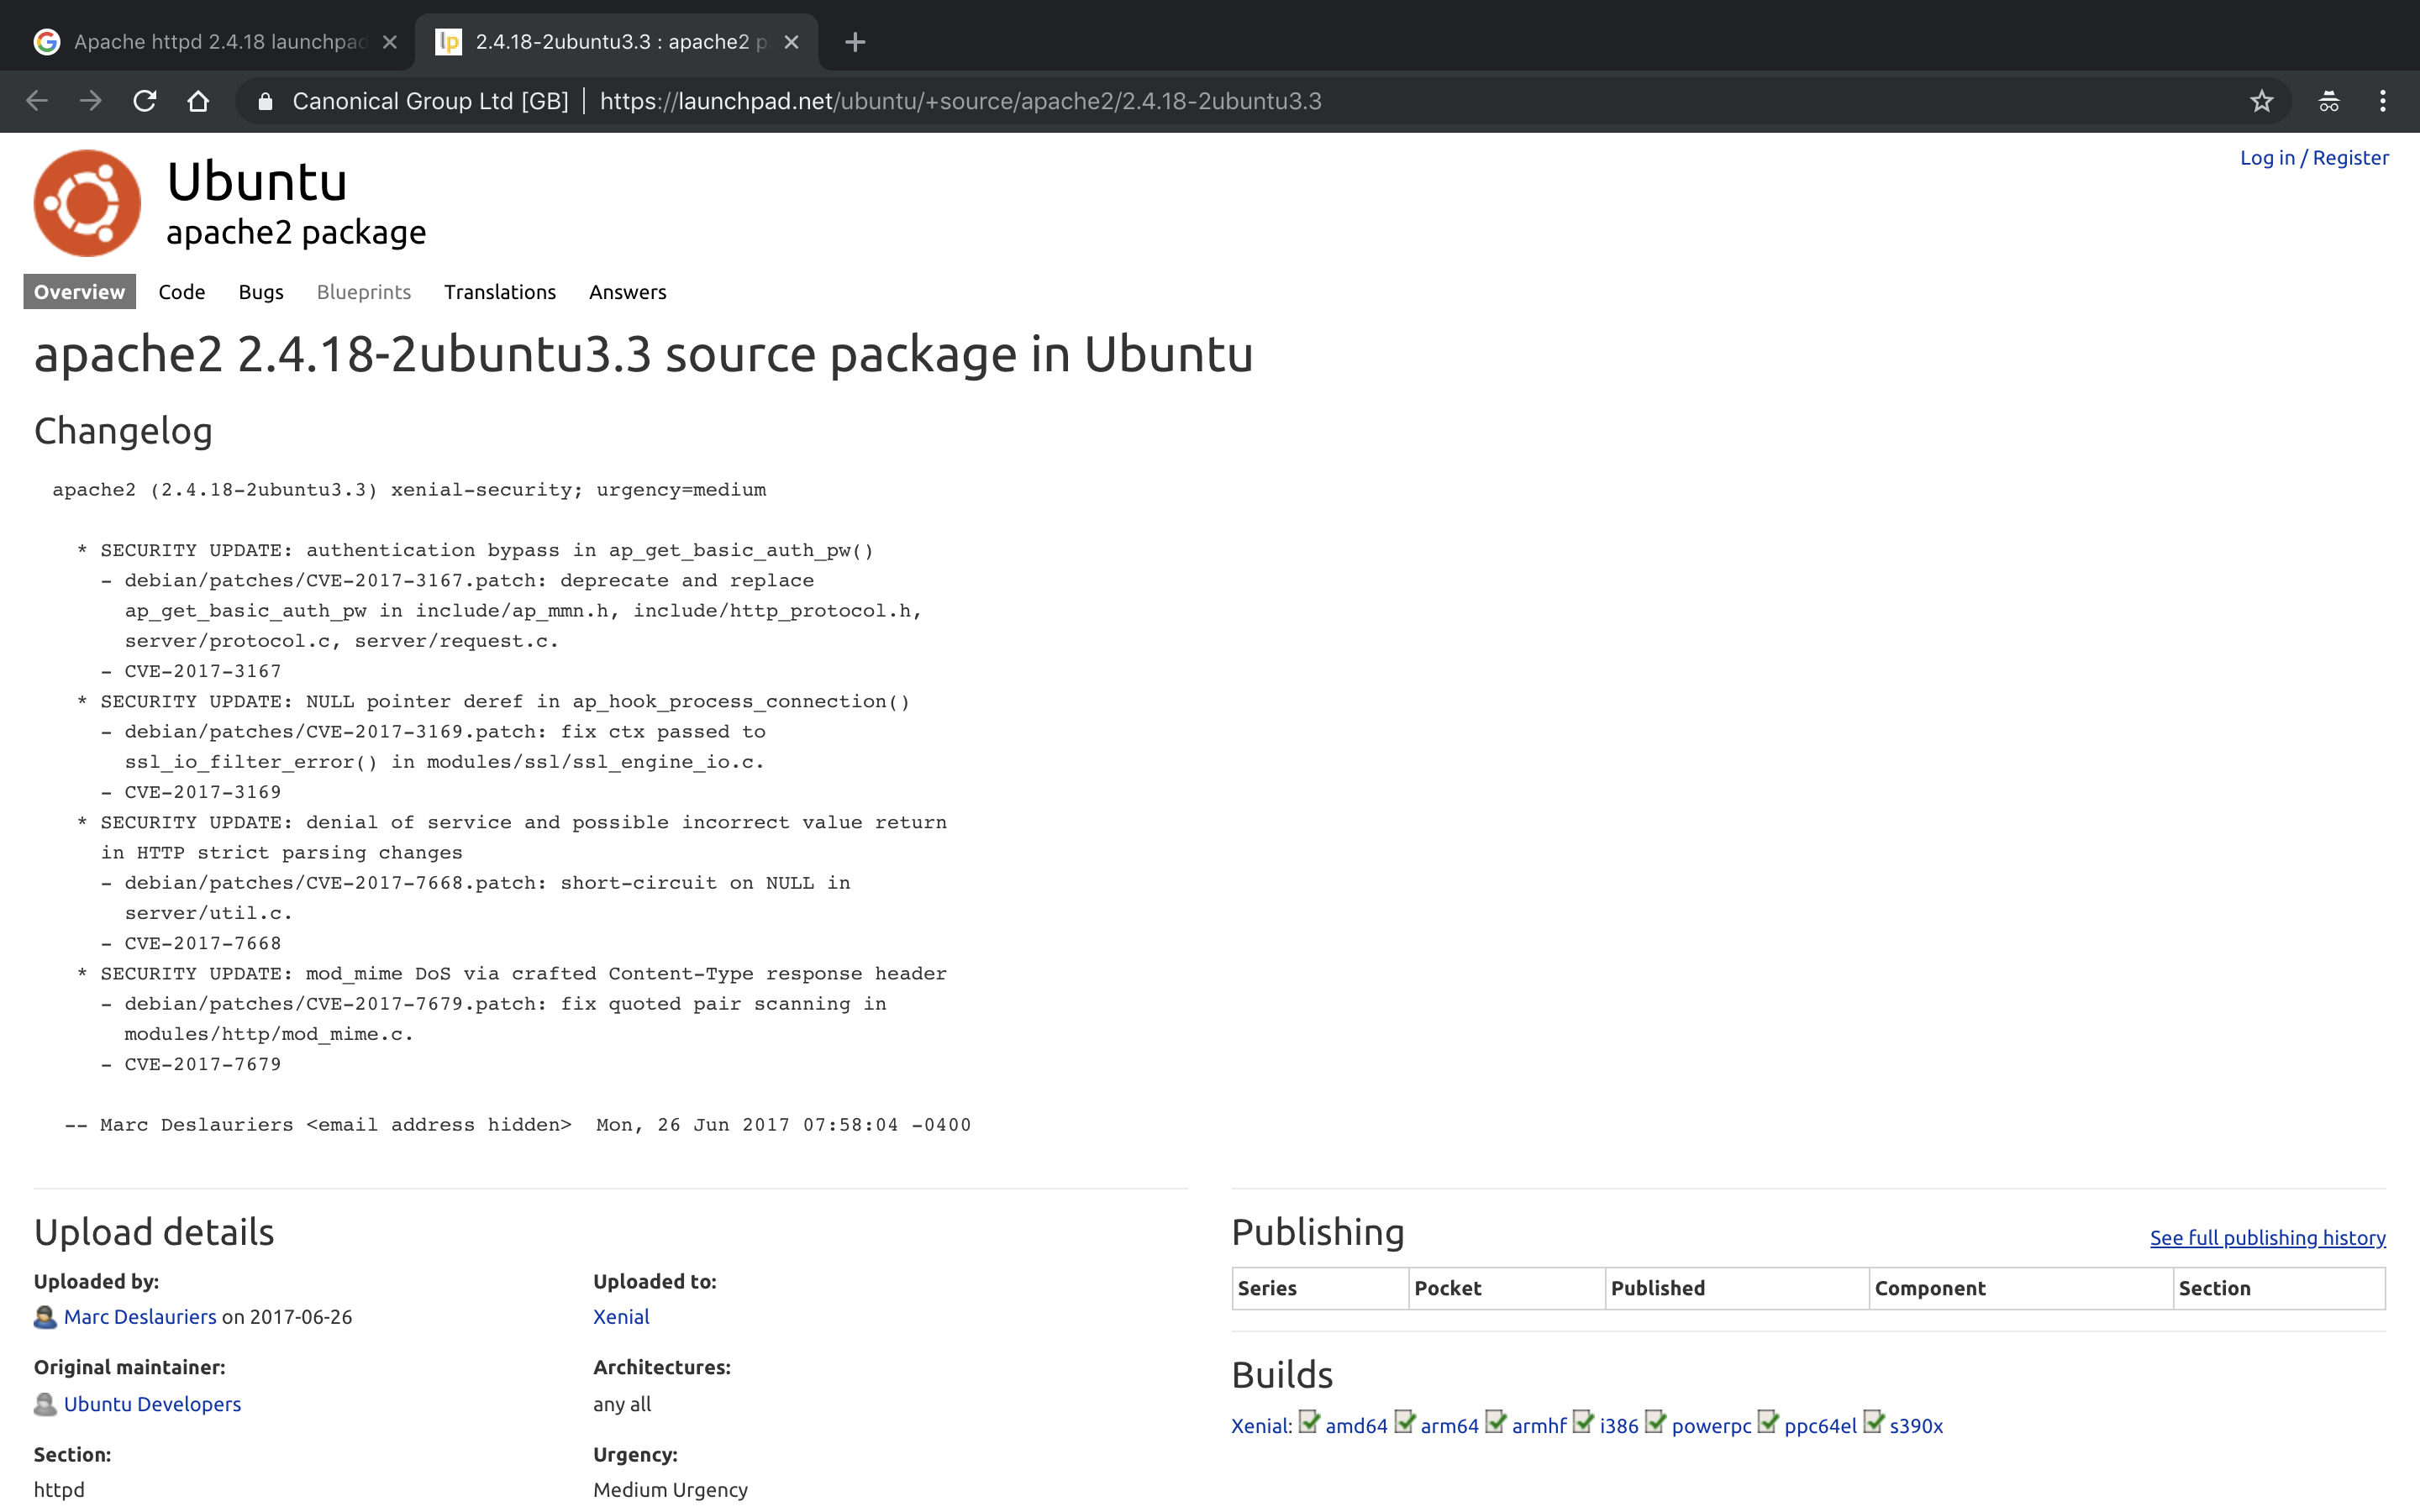 Apache httpd 2.4.18 launchpad
2.4.18-2ubuntu3.3 : apache2 p
Canonical Group Ltd [GB] | https://launchpad.net/ubuntu/+source/apache2/2.4.18-2ubuntu3.3
Log in / Register
Ubuntu
apache2 package
Overview Code Bugs Blueprints Translations Answers
apache2 2.4.18-2ubuntu3.3 source package in Ubuntu
Changelog
apache2 (2.4.18-2ubuntu3.3) xenial-security; urgency=medium
* SECURITY UPDATE: authentication bypass in ap_get_basic_auth_pw()
- debian/patches/CVE-2017-3167.patch: deprecate and replace
ap_get_basic_auth_pw in include/ap_mmn.h, include/http_protocol.h,
server/protocol.c, server/request.c.
- CVE-2017-3167
* SECURITY UPDATE: NULL pointer deref in ap_hook_process_connection()
- debian/patches/CVE-2017-3169.patch: fix ctx passed to
ssl_io_filter_error() in modules/ssl/ssl_engine_io.c.
- CVE-2017-3169
* SECURITY UPDATE: denial of service and possible incorrect value return
in HTTP strict parsing changes
- debian/patches/CVE-2017-7668.patch: short-circuit on NULL in
server/util.c.
- CVE-2017-7668
* SECURITY UPDATE: mod_mime DoS via crafted Content-Type response header
- debian/patches/CVE-2017-7679.patch: fix quoted pair scanning in
modules/http/mod_mime.c.
- CVE-2017-7679
-- Marc Deslauriers <email address hidden>  Mon, 26 Jun 2017 07:58:04 -0400
Upload details
Uploaded by:
Marc Deslauriers on 2017-06-26
Uploaded to:
Xenial
Original maintainer:
Ubuntu Developers
Architectures:
any all
Section:
httpd
Urgency:
Medium Urgency
Publishing
See full publishing history
Series Pocket Published Component Section
Builds
Xenial: amd64 arm64 armhf i386 powerpc ppc64el s390x